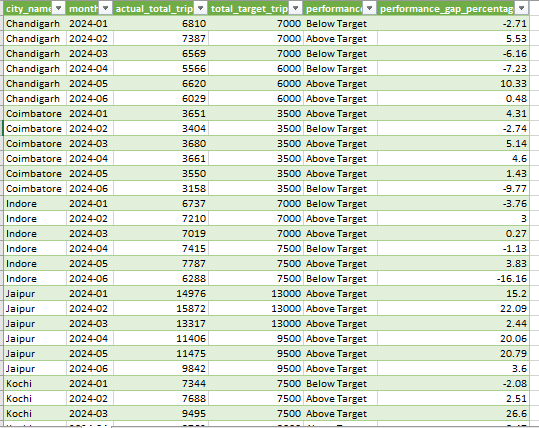 city_name month actual_total_trip total_target_trip performance performance_gap_percentag
Chandigarh 2024-01 6810 7000 Below Target -2.71
Chandigarh 2024-02 7387 7000 Above Target 5.53
Chandigarh 2024-03 6569 7000 Below Target -6.16
Chandigarh 2024-04 5566 6000 Below Target -7.23
Chandigarh 2024-05 6620 6000 Above Target 10.33
Chandigarh 2024-06 6029 6000 Above Target 0.48
Coimbatore 2024-01 3651 3500 Above Target 4.31
Coimbatore 2024-02 3404 3500 Below Target -2.74
Coimbatore 2024-03 3680 3500 Above Target 5.14
Coimbatore 2024-04 3661 3500 Above Target 4.6
Coimbatore 2024-05 3550 3500 Above Target 1.43
Coimbatore 2024-06 3158 3500 Below Target -9.77
Indore 2024-01 6737 7000 Below Target -3.76
Indore 2024-02 7210 7000 Above Target 3
Indore 2024-03 7019 7000 Above Target 0.27
Indore 2024-04 7415 7500 Below Target -1.13
Indore 2024-05 7787 7500 Above Target 3.83
Indore 2024-06 6288 7500 Below Target -16.16
Jaipur 2024-01 14976 13000 Above Target 15.2
Jaipur 2024-02 15872 13000 Above Target 22.09
Jaipur 2024-03 13317 13000 Above Target 2.44
Jaipur 2024-04 11406 9500 Above Target 20.06
Jaipur 2024-05 11475 9500 Above Target 20.79
Jaipur 2024-06 9842 9500 Above Target 3.6
Kochi 2024-01 7344 7500 Below Target -2.08
Kochi 2024-02 7688 7500 Above Target 2.51
Kochi 2024-03 9495 7500 Above Target 26.6